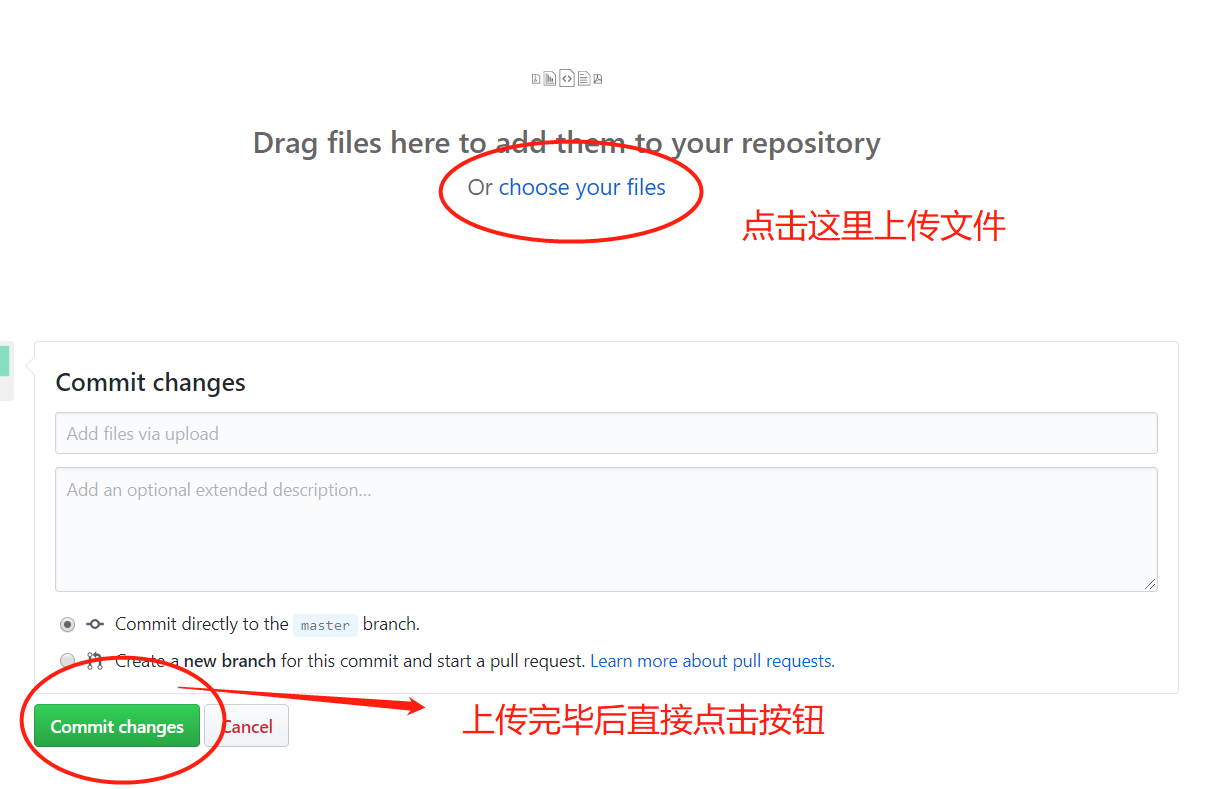 Drag files here to add them to your repository
Or choose your files
点击这里上传文件
Commit changes
Add files via upload
Add an optional extended description...
Commit directly to the master branch.
Create a new branch for this commit and start a pull request. Learn more about pull requests.
Commit changes
Cancel
上传完毕后直接点击按钮